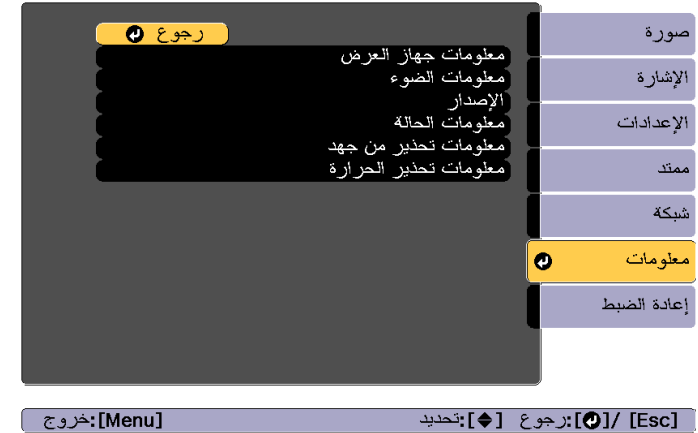 صورة
الإشارة
الإعدادات
ممتد
شبكة
معلومات
إعادة الضبط
رجوع
معلومات جهاز العرض
معلومات الضوء
الإصدار
معلومات الحالة
معلومات تحذير من جهد
معلومات تحذير الحرارة
[Esc] /[]:رجوع []:تحديد [Menu]:خروج